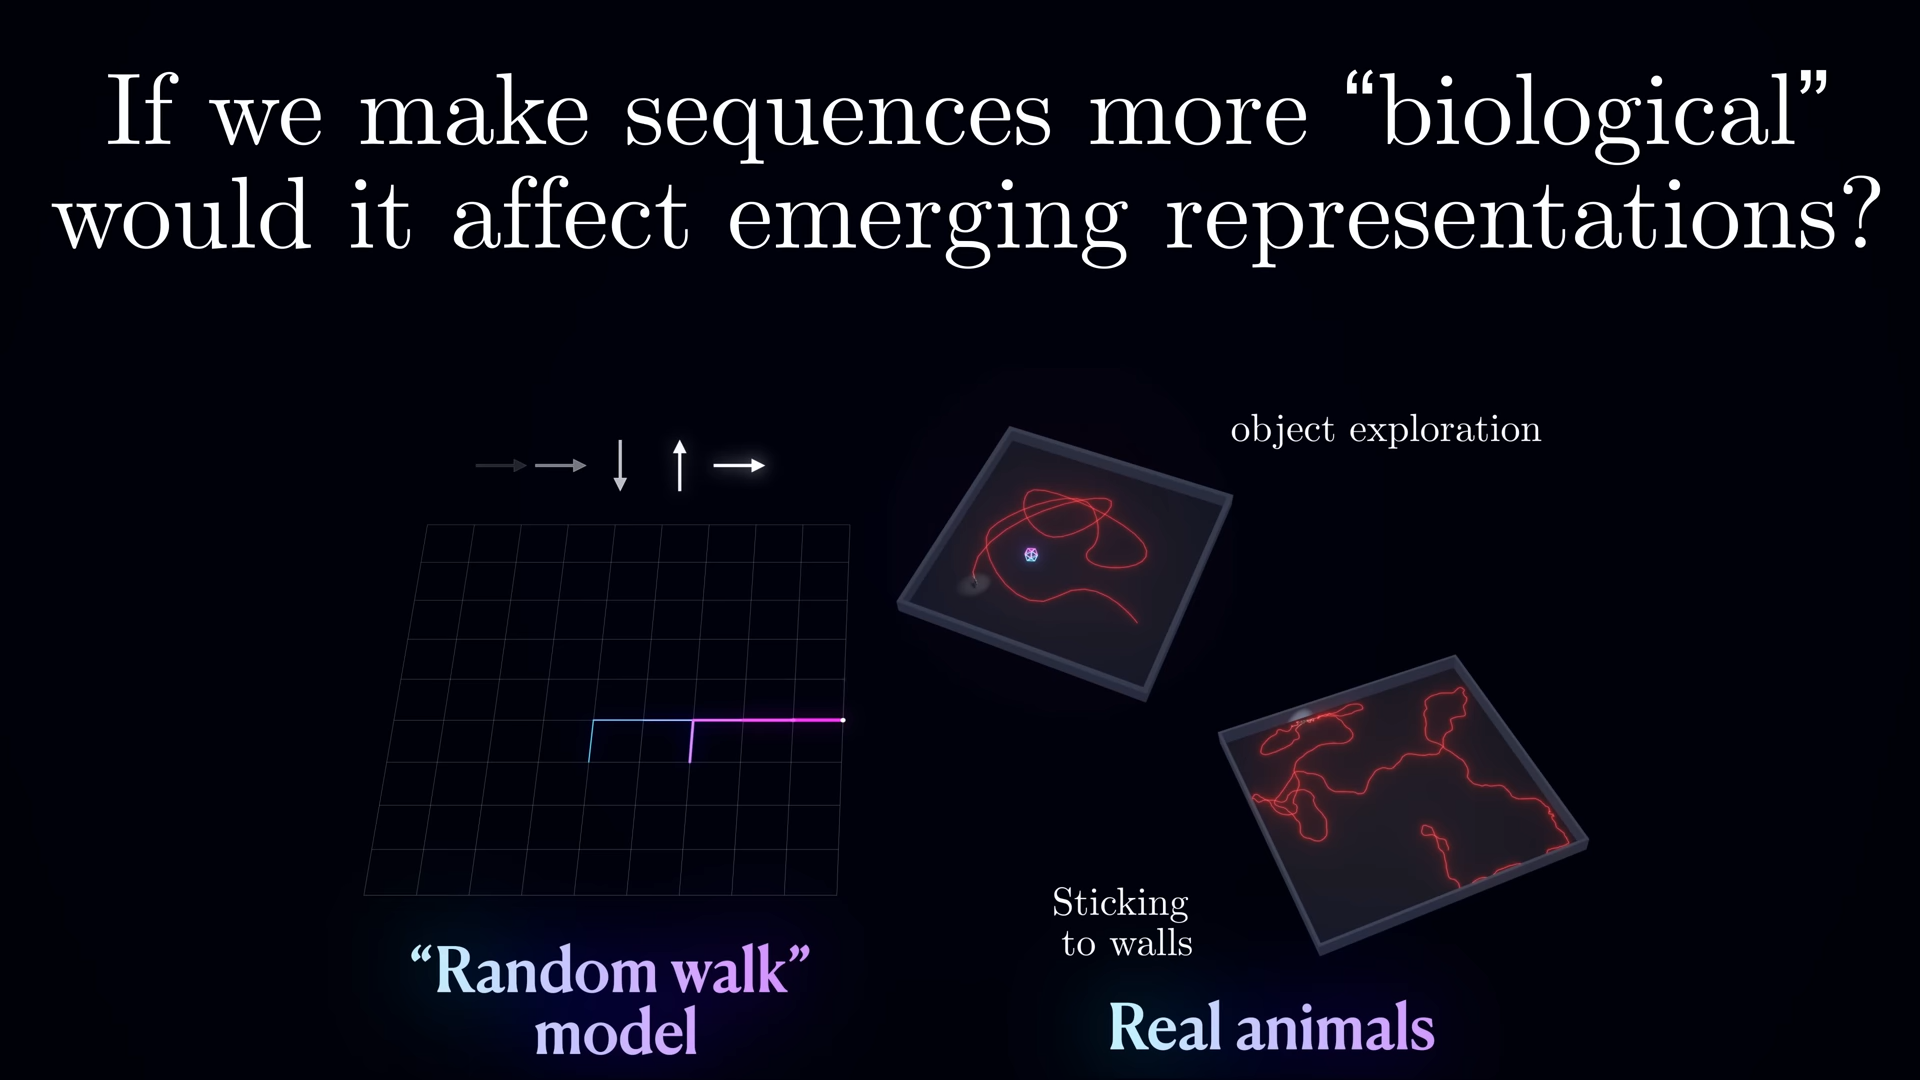 If we make sequences more “biological”
would it affect emerging representations?
object exploration
Sticking
to walls
“Random walk”
model
Real animals